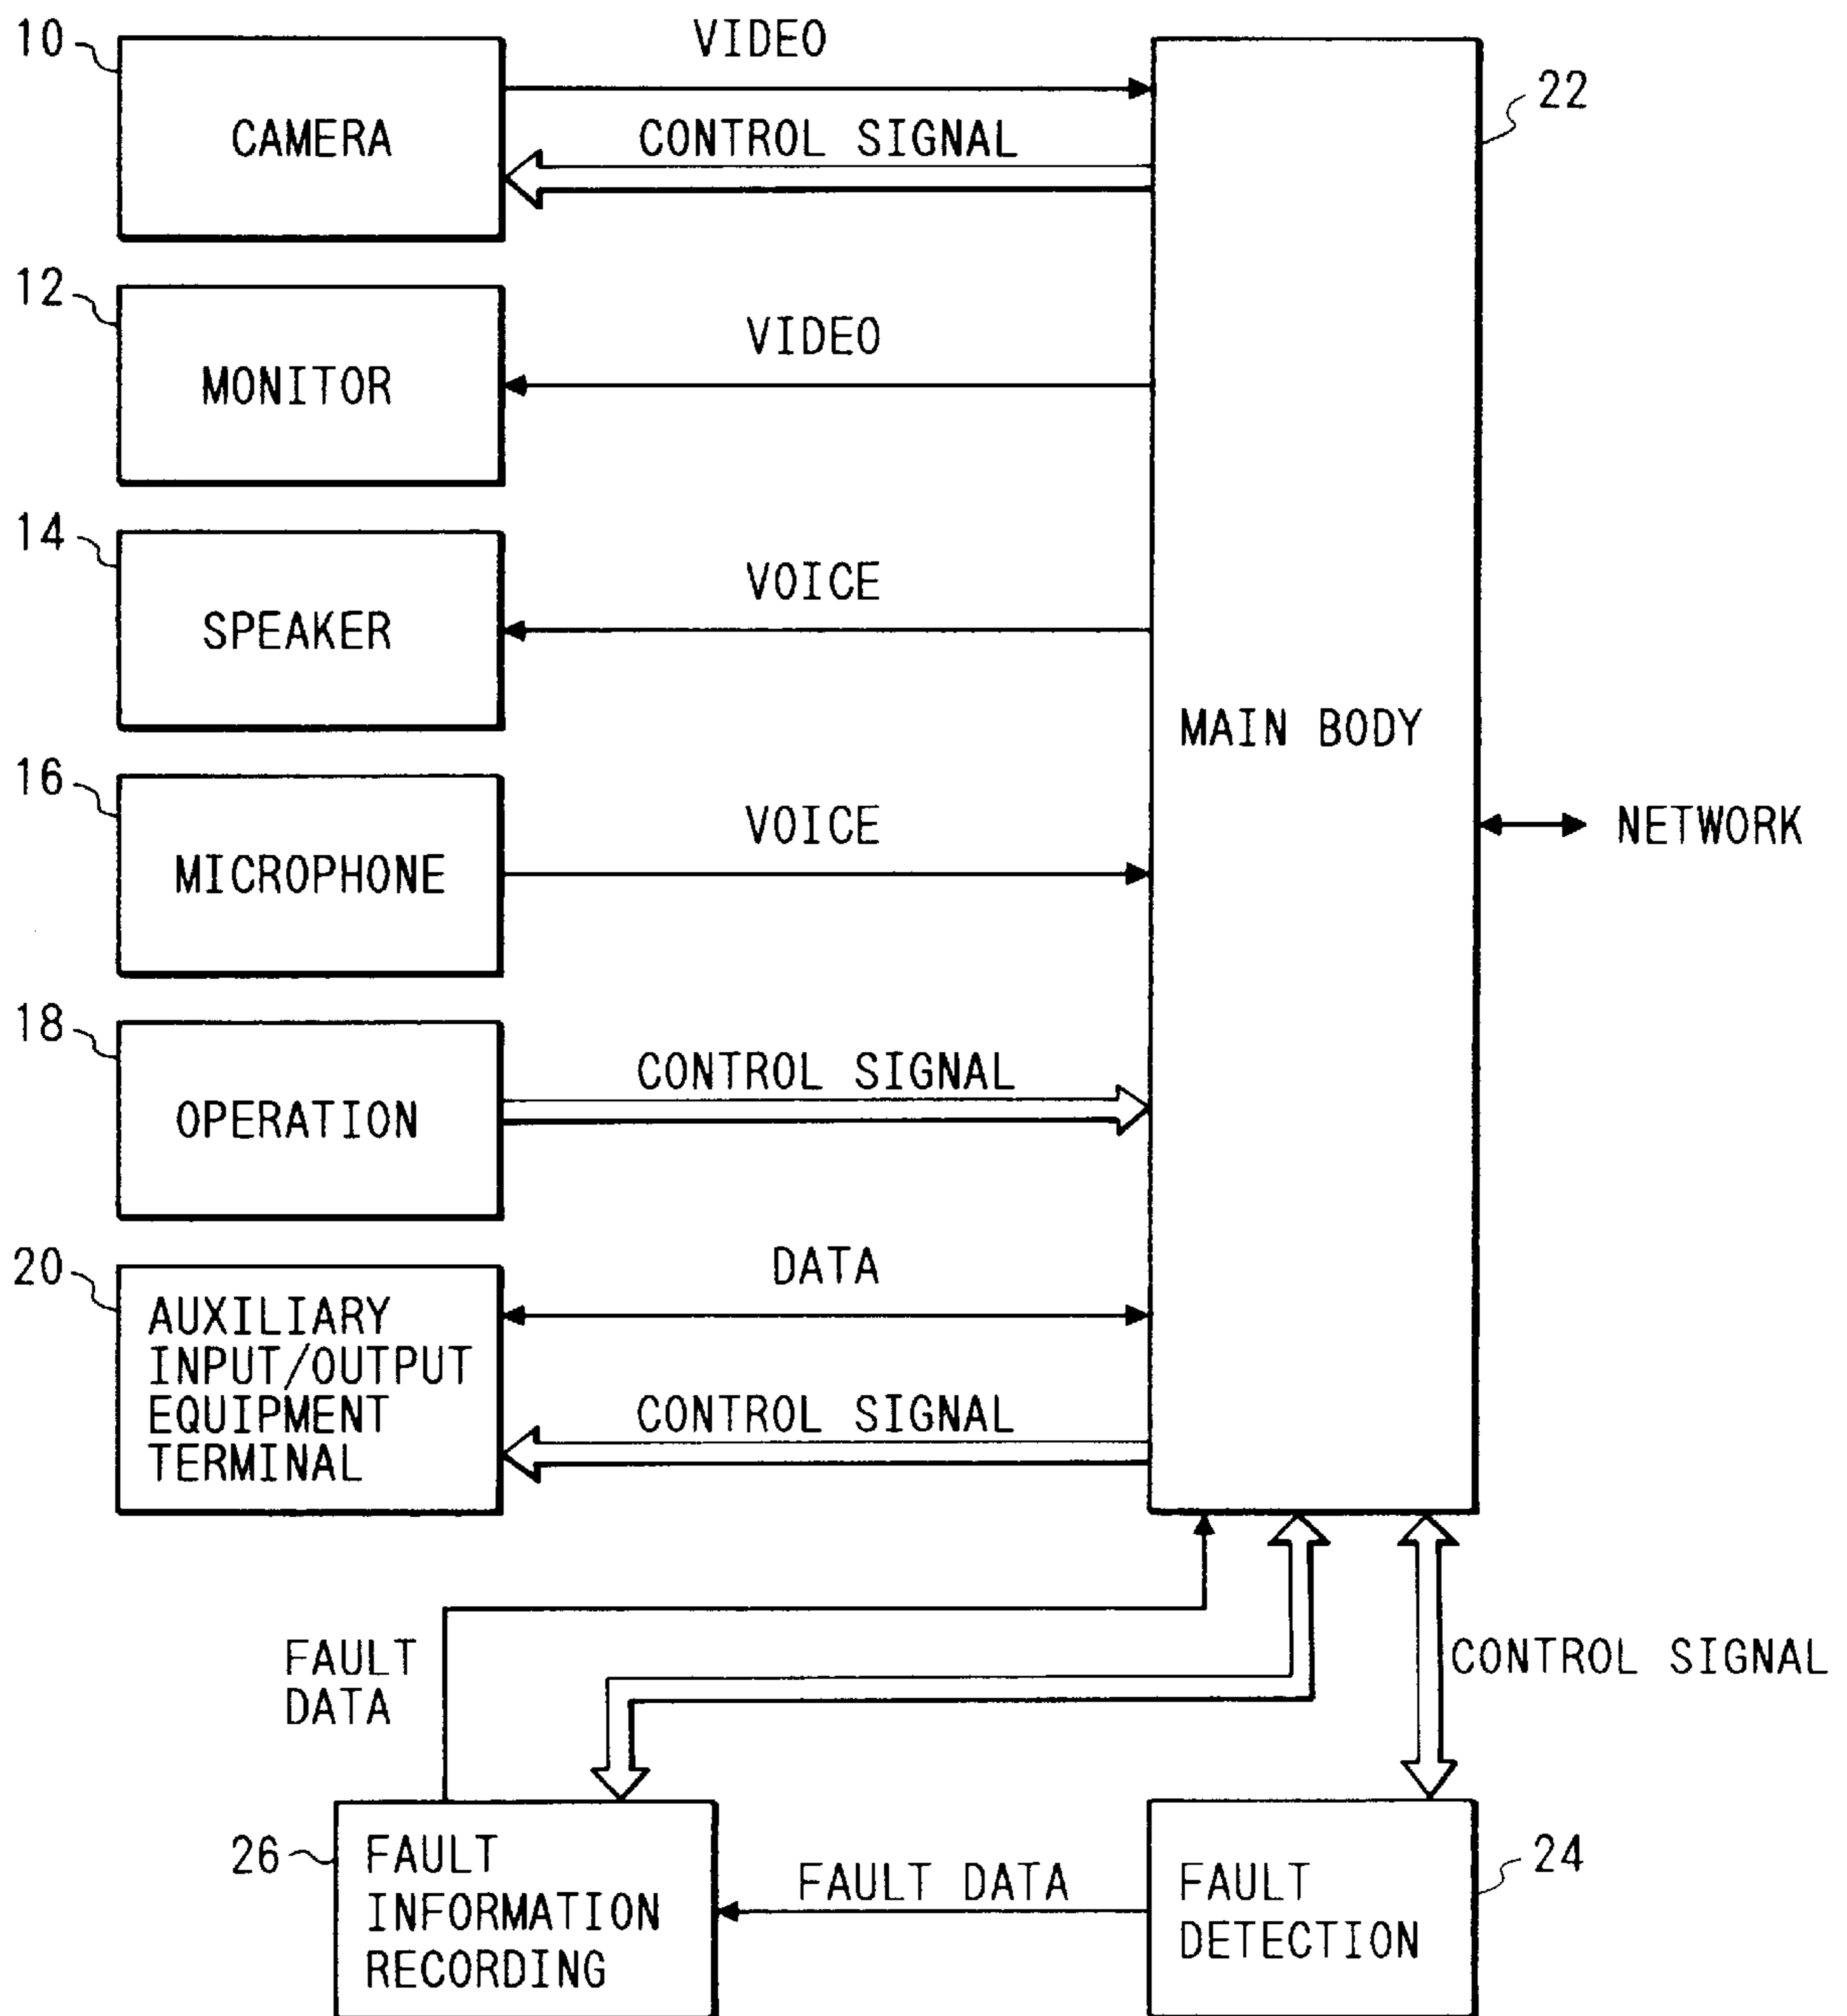 10
CAMERA
VIDEO
CONTROL SIGNAL
22
12
MONITOR
VIDEO
14
SPEAKER
VOICE
MAIN BODY
16
MICROPHONE
VOICE
NETWORK
18
OPERATION
CONTROL SIGNAL
20
AUXILIARY
INPUT/OUTPUT
EQUIPMENT
TERMINAL
DATA
CONTROL SIGNAL
FAULT
DATA
CONTROL SIGNAL
26
FAULT
INFORMATION
RECORDING
FAULT DATA
FAULT
DETECTION
24